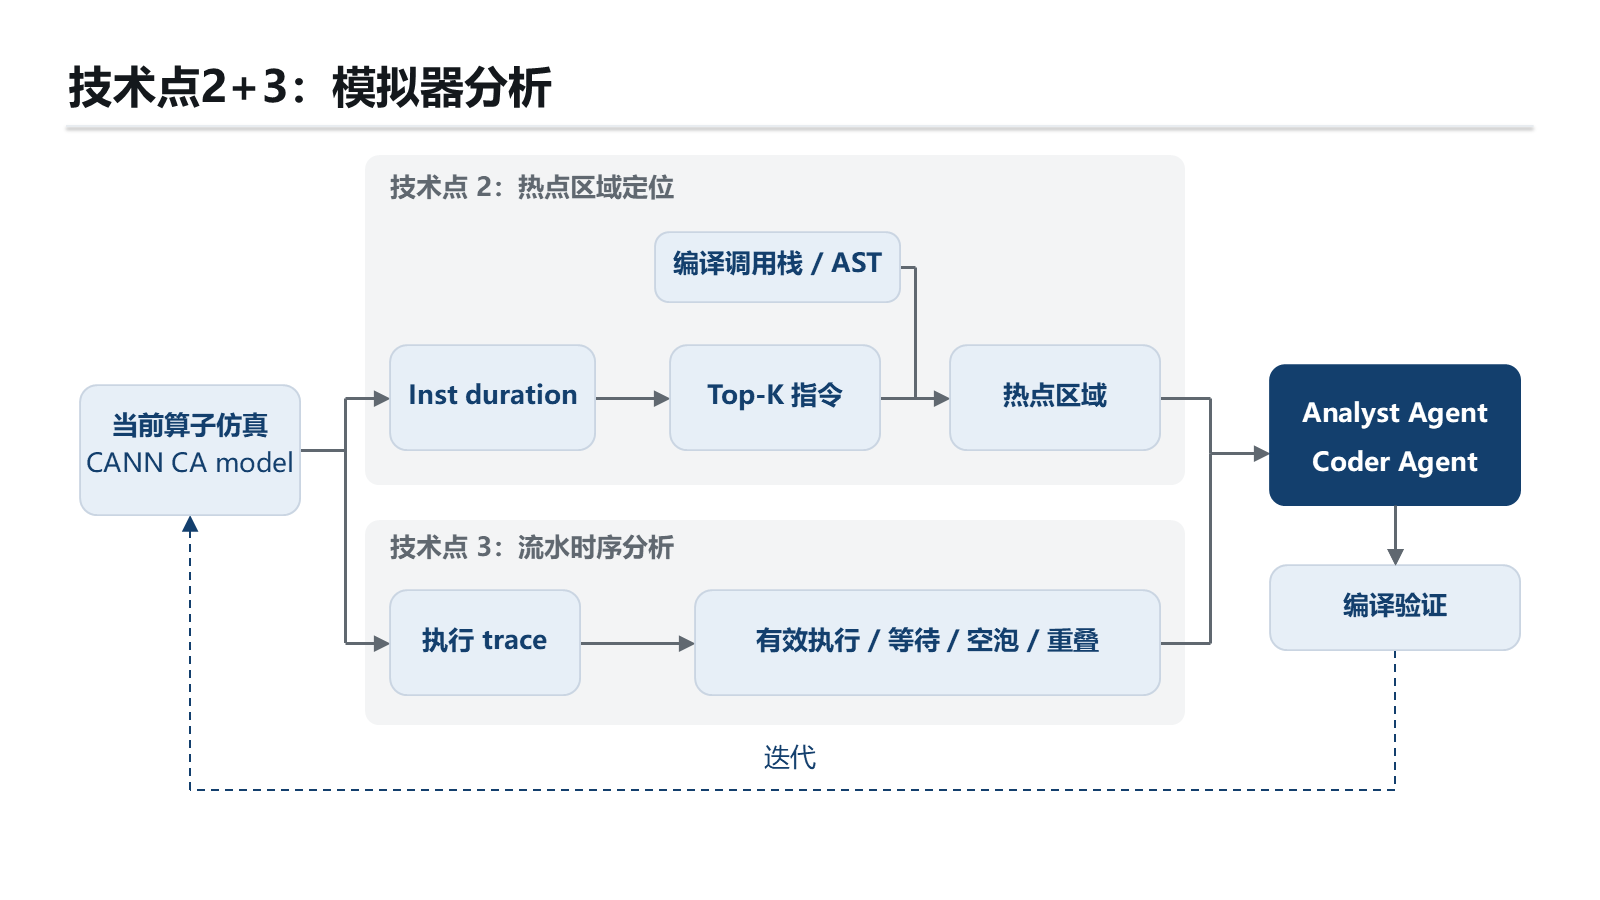 技术点2+3：模拟器分析
技术点 2：热点区域定位
编译调用栈 / AST
Inst duration
Top-K 指令
热点区域
当前算子仿真
CANN CA model
Analyst Agent
Coder Agent
技术点 3：流水时序分析
执行 trace
有效执行 / 等待 / 空泡 / 重叠
编译验证
迭代